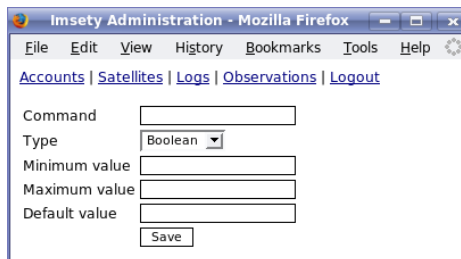 Imsety Administration - Mozilla Firefox
File Edit View History Bookmarks Tools Help
Accounts | Satellites | Logs | Observations | Logout
Command
Type Boolean
Minimum value
Maximum value
Default value
Save